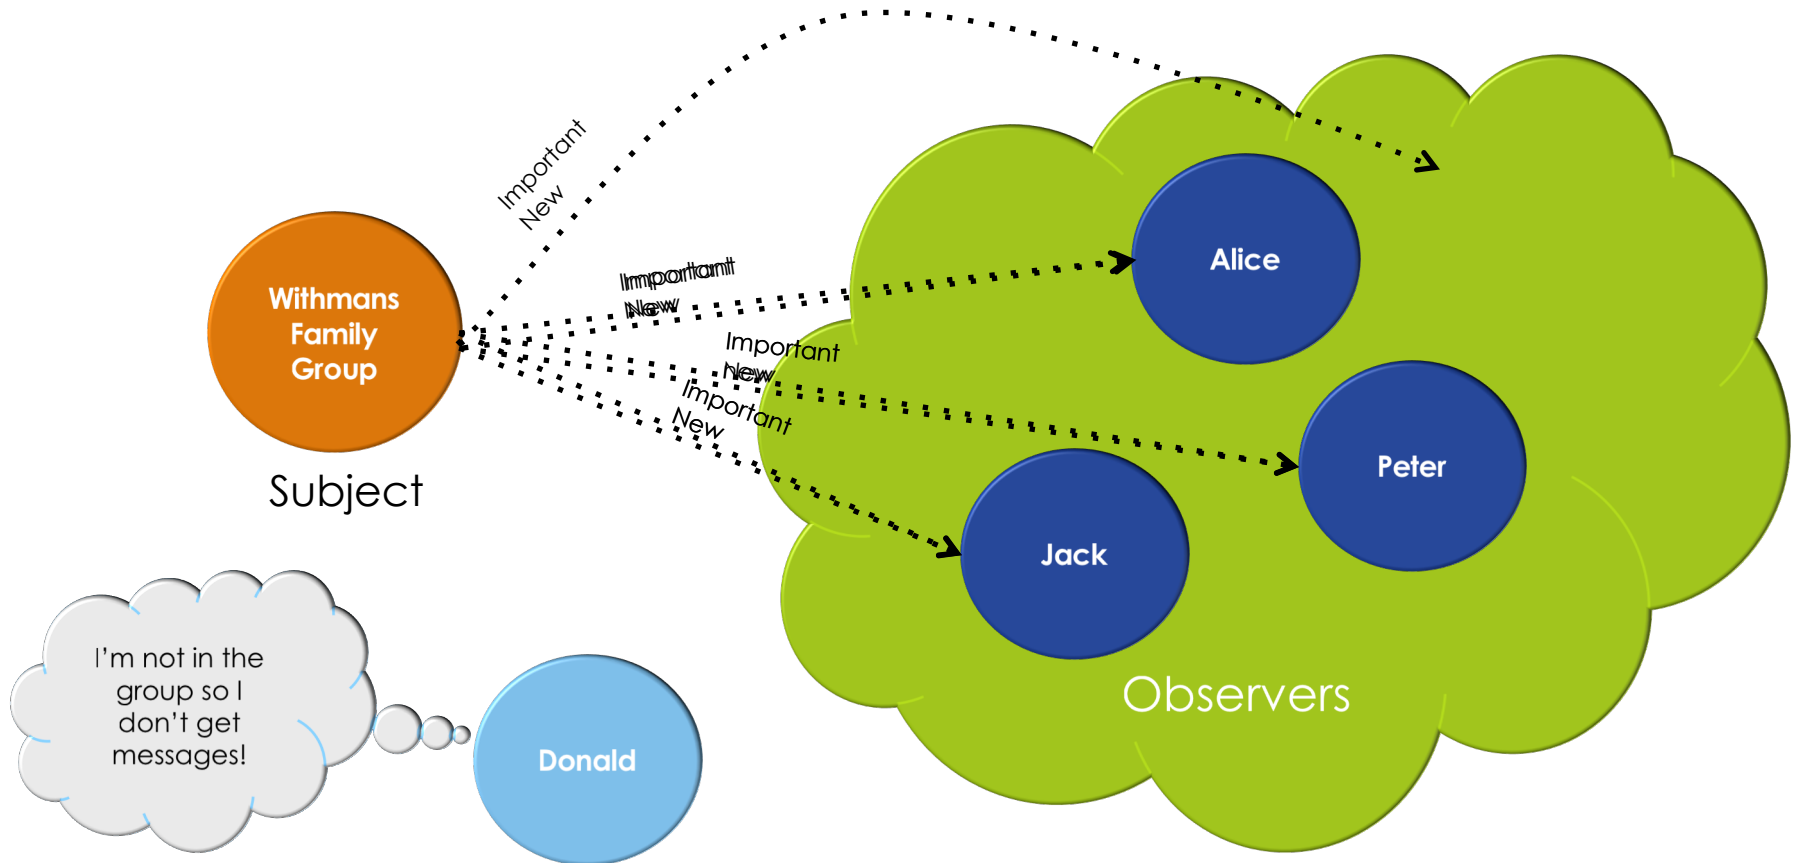 Important
New
Important
New
Alice
Withmans
Family
Group
Important
New
Important
New
Peter
Subject
Jack
I'm not in the
group so I
don't get
messages!
Observers
Donald